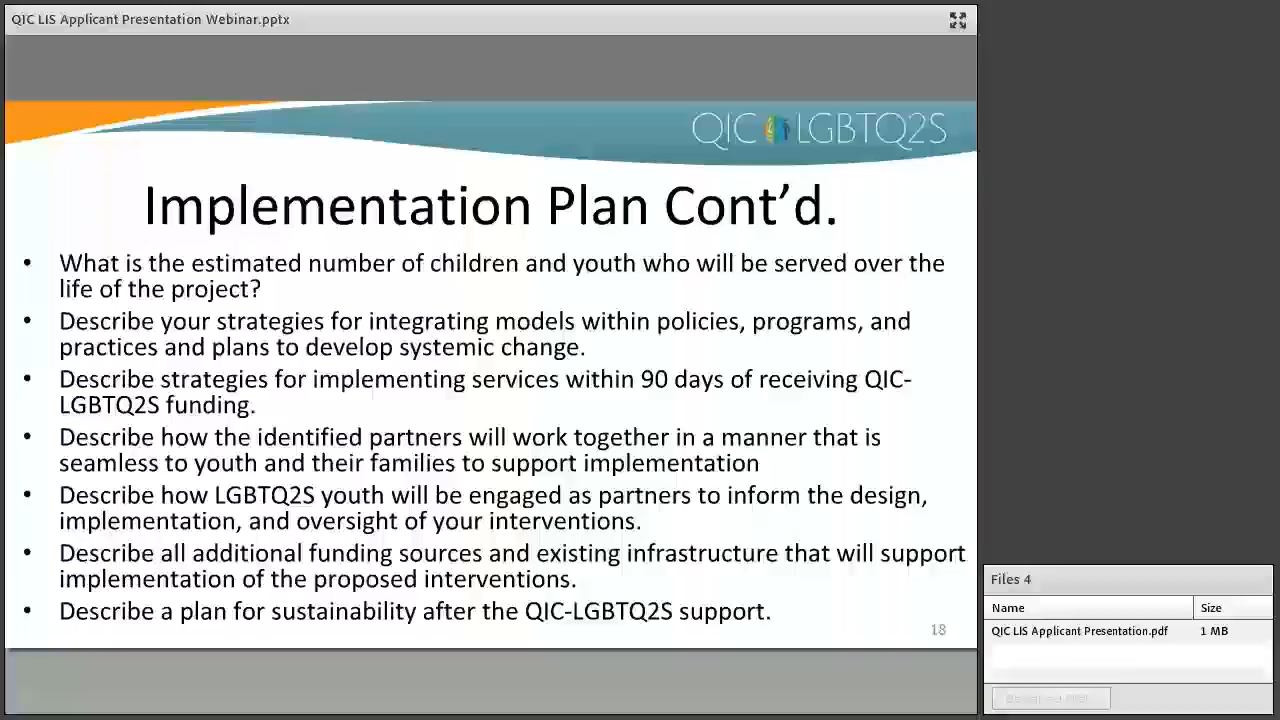 QIC LIS Applicant Presentation Webinar.pptx
QIC LGBTQ2S
Implementation Plan Cont’d.
• What is the estimated number of children and youth who will be served over the
life of the project?
• Describe your strategies for integrating models within policies, programs, and
practices and plans to develop systemic change.
• Describe strategies for implementing services within 90 days of receiving QIC-
LGBTQ2S funding.
• Describe how the identified partners will work together in a manner that is
seamless to youth and their families to support implementation
• Describe how LGBTQ2S youth will be engaged as partners to inform the design,
implementation, and oversight of your interventions.
• Describe all additional funding sources and existing infrastructure that will support
implementation of the proposed interventions.
• Describe a plan for sustainability after the QIC-LGBTQ2S support.
18
Files 4
Name Size
QIC LIS Applicant Presentation.pdf 1 MB